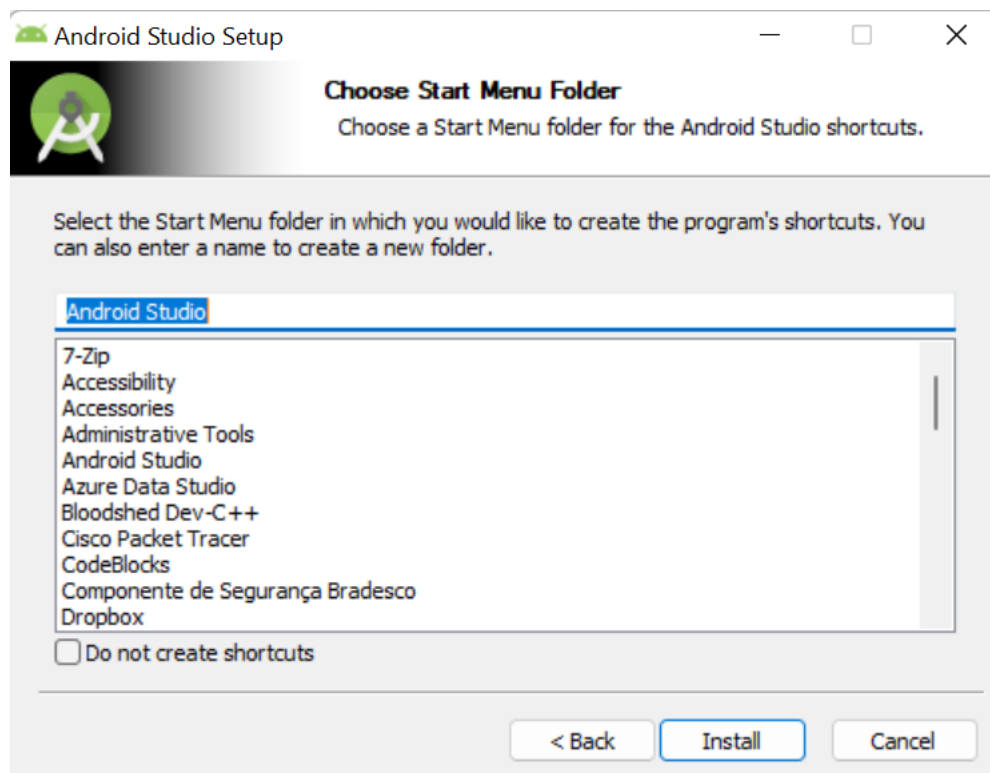 Android Studio Setup
Choose Start Menu Folder
Choose a Start Menu folder for the Android Studio shortcuts.
Select the Start Menu folder in which you would like to create the program's shortcuts. You
can also enter a name to create a new folder.
Android Studio
7-Zip
Accessibility
Accessories
Administrative Tools
Android Studio
Azure Data Studio
Bloodshed Dev-C++
Cisco Packet Tracer
CodeBlocks
Componente de Segurança Bradesco
Dropbox
Do not create shortcuts
< Back
Install
Cancel